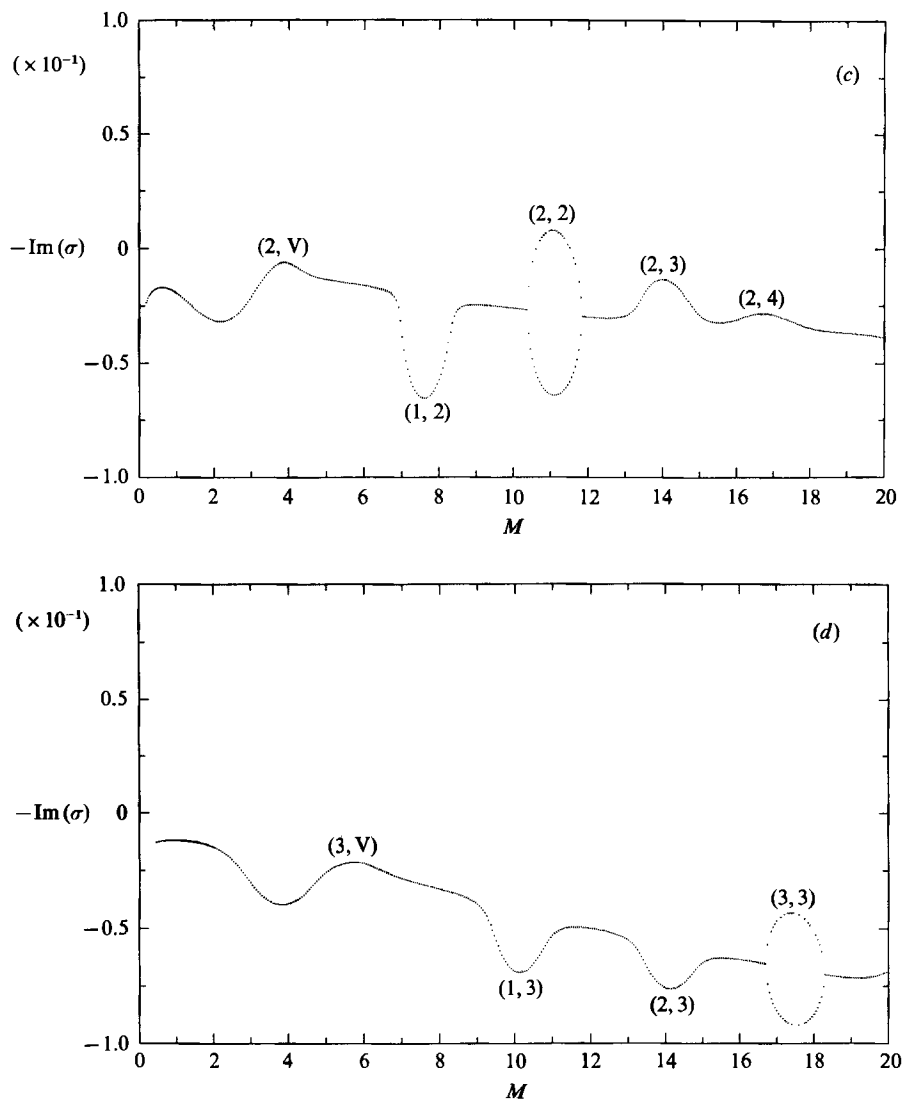 1.0
(× 10⁻¹)
(c)
0.5
(2, 2)
(2, V)
−Im (σ) 0
(2, 3)
(2, 4)
−0.5
(1, 2)
−1.0
0 2 4 6 8 10 12 14 16 18 20
M
1.0
(× 10⁻¹)
(d)
0.5
−Im (σ) 0
(3, V)
(3, 3)
−0.5
(1, 3)
(2, 3)
−1.0
0 2 4 6 8 10 12 14 16 18 20
M